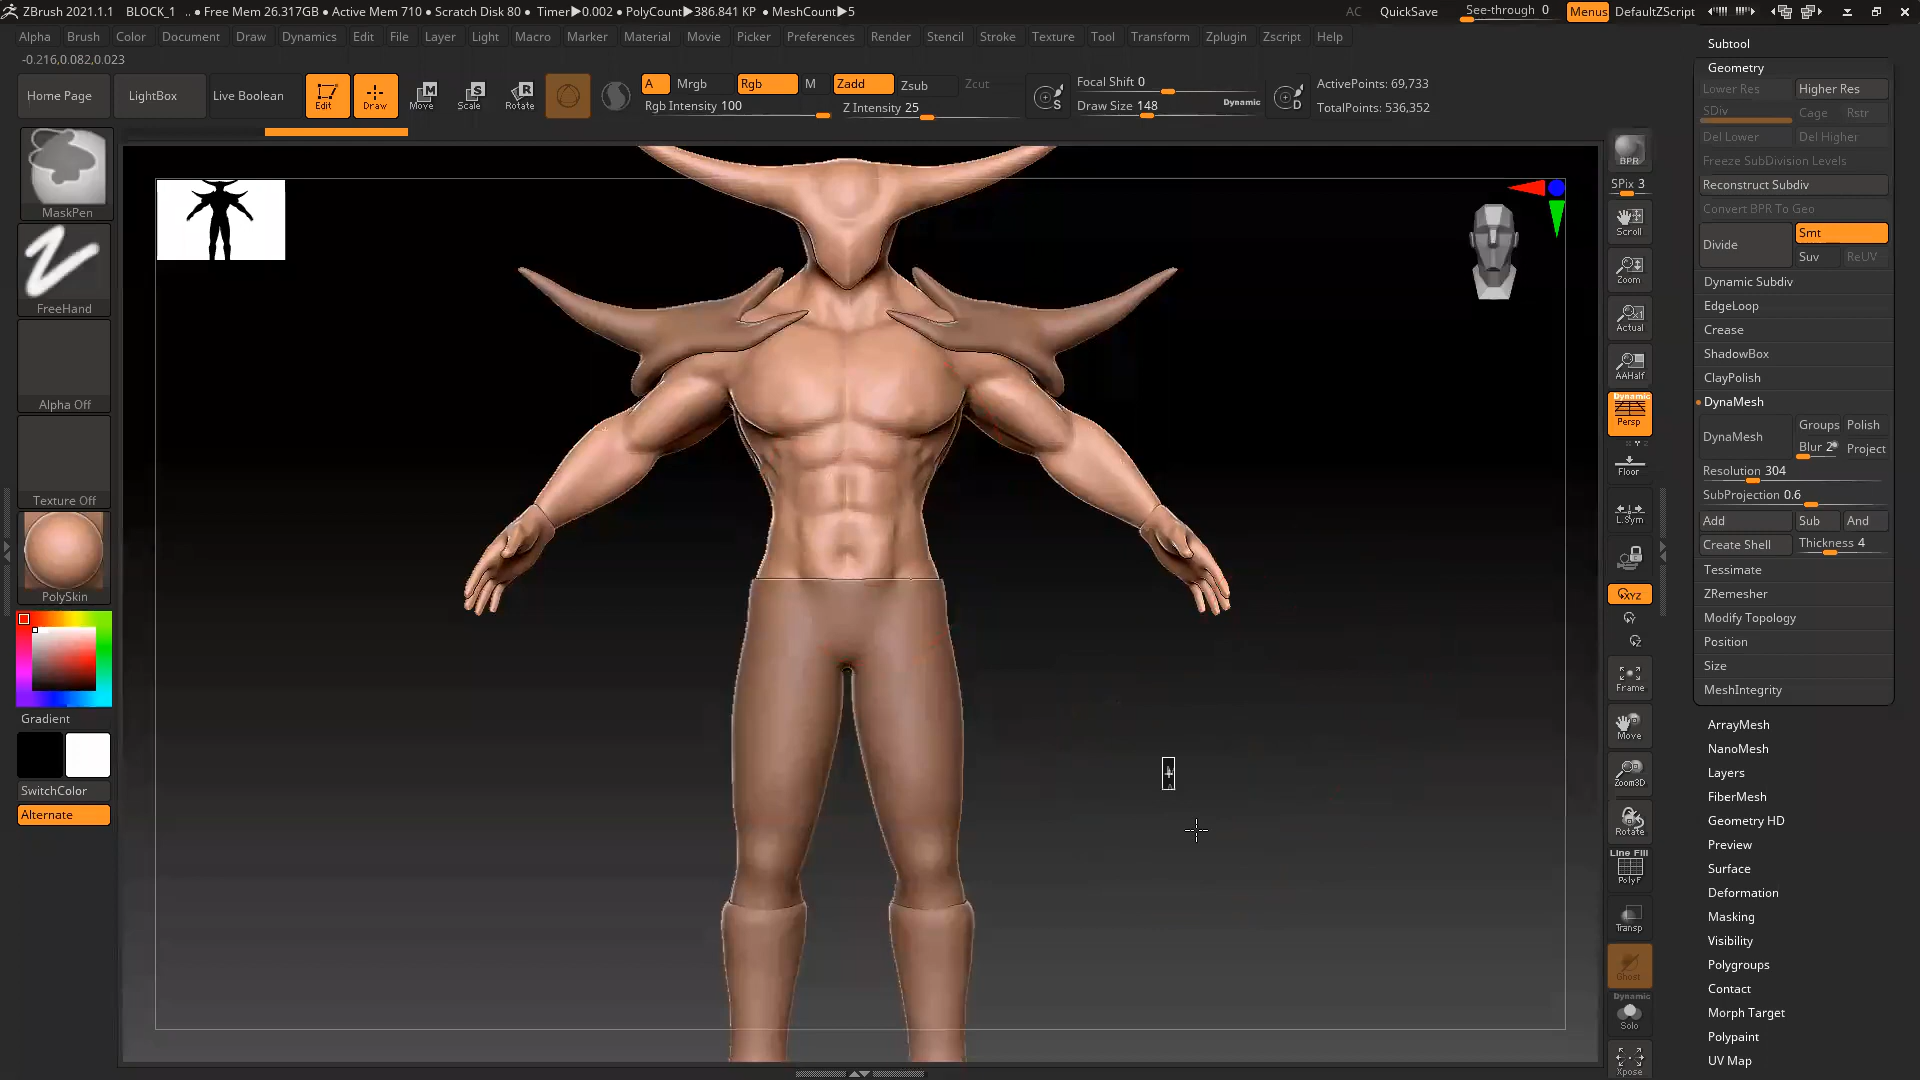 ZBrush 2021.1.1 BLOCK_1 .. • Free Mem 26.317GB • Active Mem 710 • Scratch Disk 80 • Timer▶0.002 • PolyCount▶386.841 KP • MeshCount▶5 AC QuickSave See-through 0 Menus DefaultZScript
Alpha Brush Color Document Draw Dynamics Edit File Layer Light Macro Marker Material Movie Picker Preferences Render Stencil Stroke Texture Tool Transform Zplugin Zscript Help
-0.216,0.082,0.023
Home Page LightBox Live Boolean Edit Draw Move Scale Rotate
A Mrgb Rgb M Zadd Zsub Zcut
Rgb Intensity 100 Z Intensity 25
Focal Shift 0
Draw Size 148 Dynamic
ActivePoints: 69,733
TotalPoints: 536,352
MaskPen
FreeHand
Alpha Off
Texture Off
PolySkin
Gradient
SwitchColor
Alternate
BPR
SPix 3
Scroll
Zoom
Actual
AAHalf
Dynamic
Persp
Floor
L.Sym
XYZ
Frame
Move
Zoom3D
Rotate
Line Fill
PolyF
Transp
Ghost
Dynamic
Solo
Xpose
Subtool
Geometry
Lower Res Higher Res
SDiv Cage Rstr
Del Lower Del Higher
Freeze SubDivision Levels
Reconstruct Subdiv
Convert BPR To Geo
Divide Smt
Suv ReUV
Dynamic Subdiv
EdgeLoop
Crease
ShadowBox
ClayPolish
DynaMesh
DynaMesh Groups Polish
Blur 2 Project
Resolution 304
SubProjection 0.6
Add Sub And
Create Shell Thickness 4
Tessimate
ZRemesher
Modify Topology
Position
Size
MeshIntegrity
ArrayMesh
NanoMesh
Layers
FiberMesh
Geometry HD
Preview
Surface
Deformation
Masking
Visibility
Polygroups
Contact
Morph Target
Polypaint
UV Map